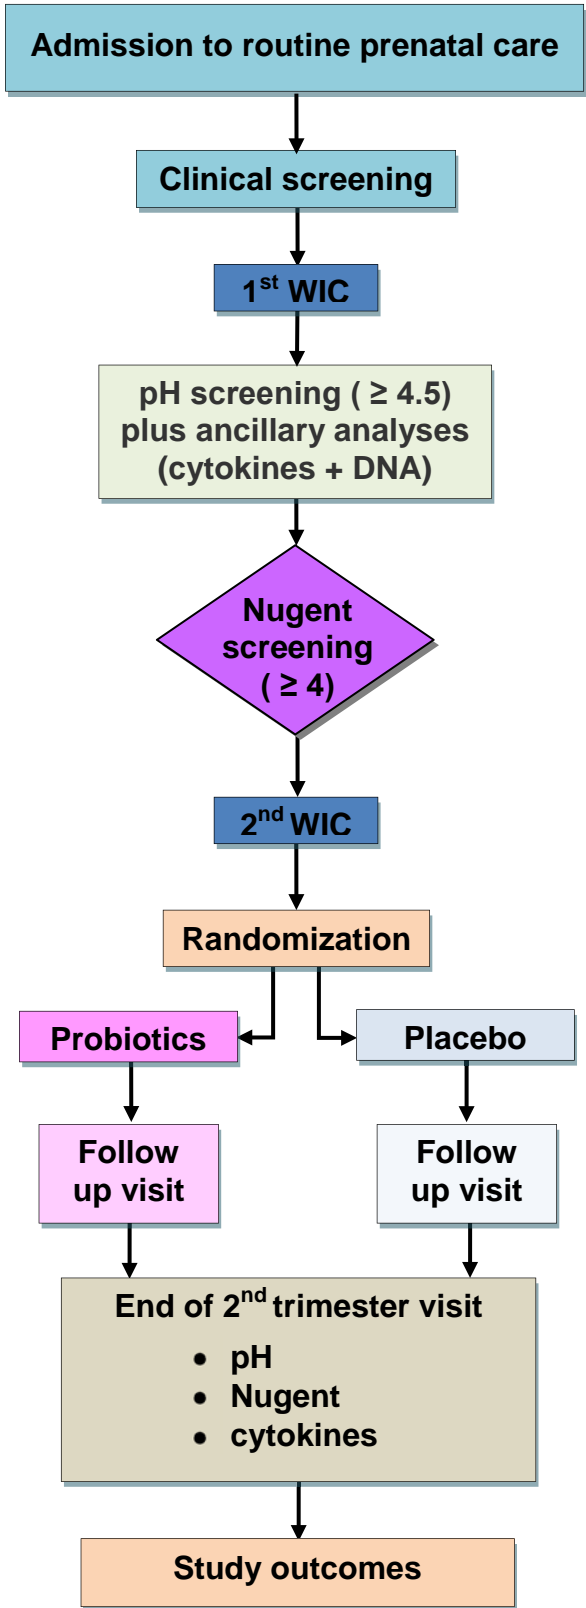 Admission to routine prenatal care
Clinical screening
1st WIC
pH screening ( ≥ 4.5)
plus ancillary analyses
(cytokines + DNA)
Nugent
screening
( ≥ 4)
2nd WIC
Randomization
Probiotics
Placebo
Follow
up visit
Follow
up visit
End of 2nd trimester visit
• pH
• Nugent
• cytokines
Study outcomes